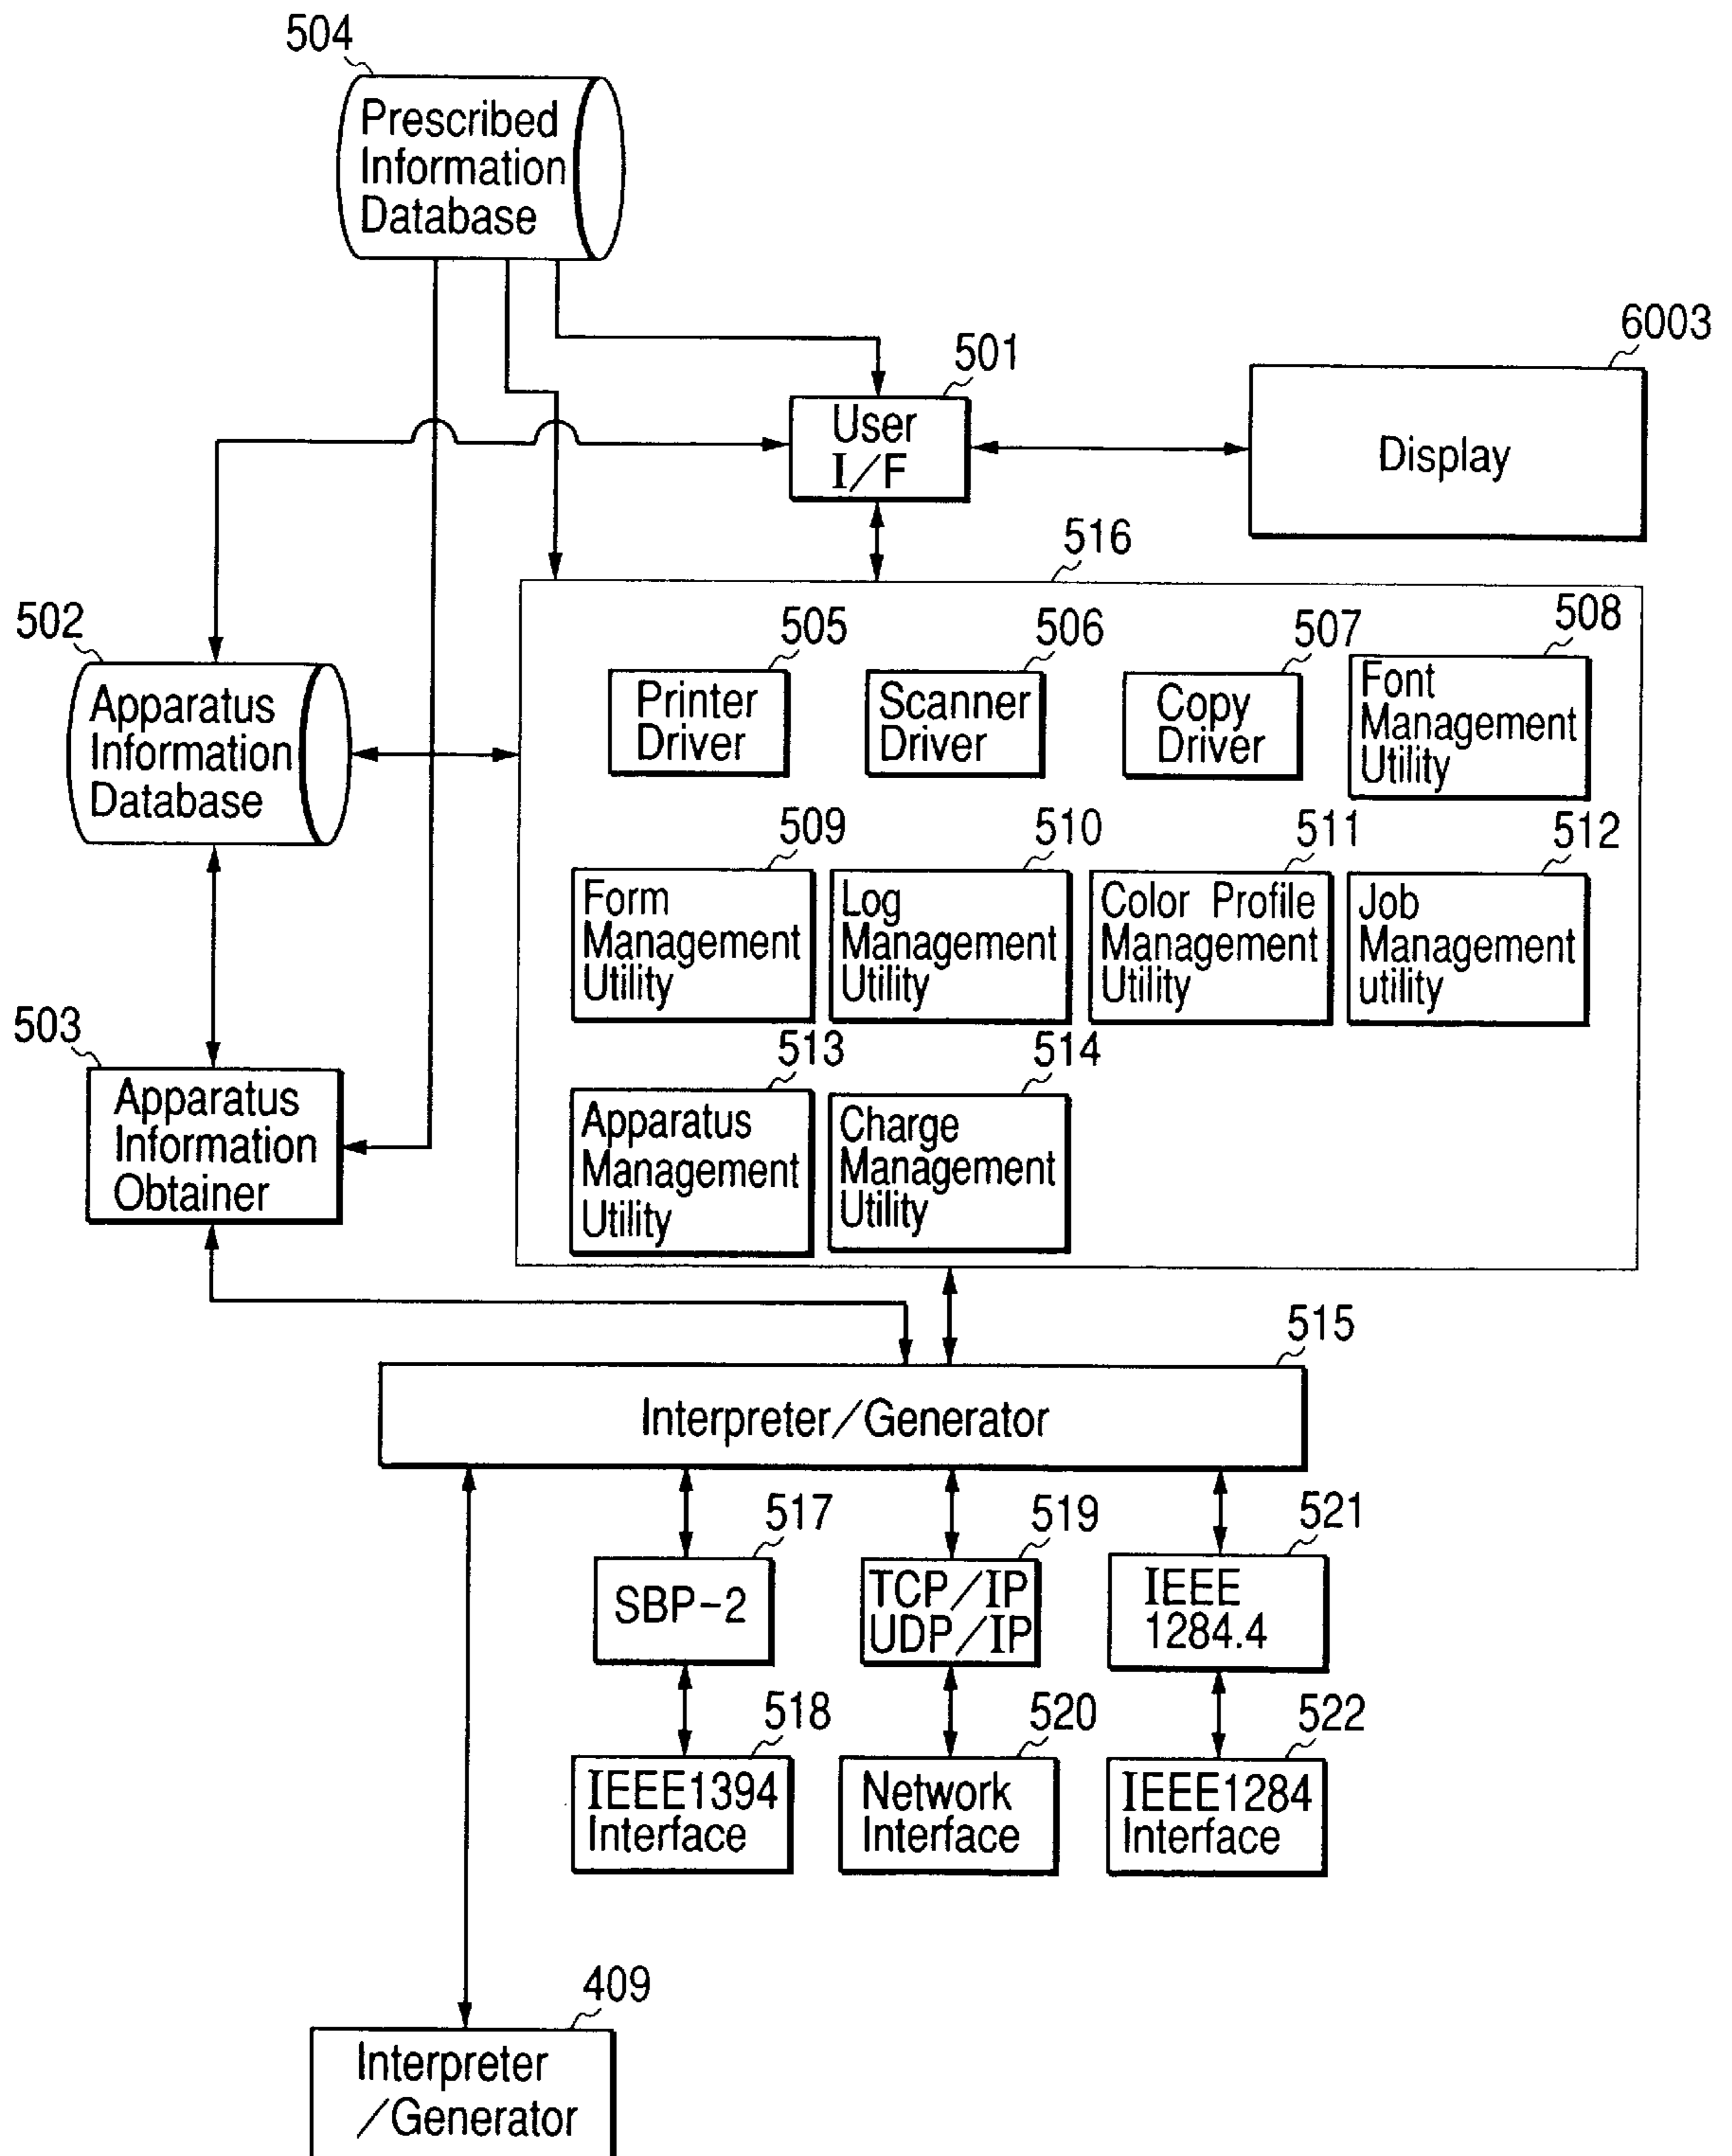 504
Prescribed
Information
Database
6003
501
User
I/F
Display
516
502
Apparatus
Information
Database
505
Printer
Driver
506
Scanner
Driver
507
Copy
Driver
508
Font
Management
Utility
509
Form
Management
Utility
510
Log
Management
Utility
511
Color Profile
Management
Utility
512
Job
Management
utility
503
Apparatus
Information
Obtainer
513
Apparatus
Management
Utility
514
Charge
Management
Utility
515
Interpreter/Generator
517
SBP-2
519
TCP/IP
UDP/IP
521
IEEE
1284.4
518
IEEE1394
Interface
520
Network
Interface
522
IEEE1284
Interface
409
Interpreter
/Generator